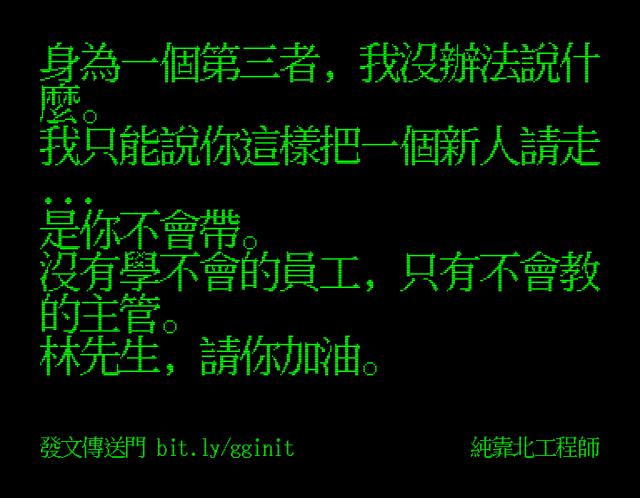 身為一個第三者，我沒辦法說什
麼。
我只能說你這樣把一個新人請走
...
是你不會帶。
沒有學不會的員工，只有不會教
的主管。
林先生，請你加油。
發文傳送門 bit.ly/gginit
純靠北工程師